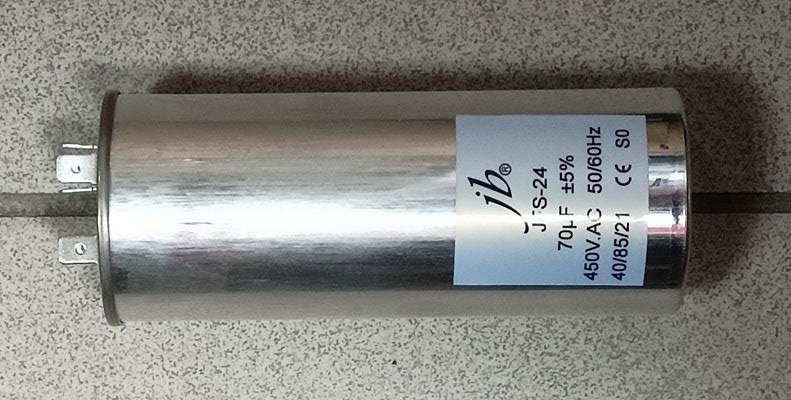 jb®
JFS-24
70µF ±5%
450V.AC 50/60Hz
40/85/21 CE S0